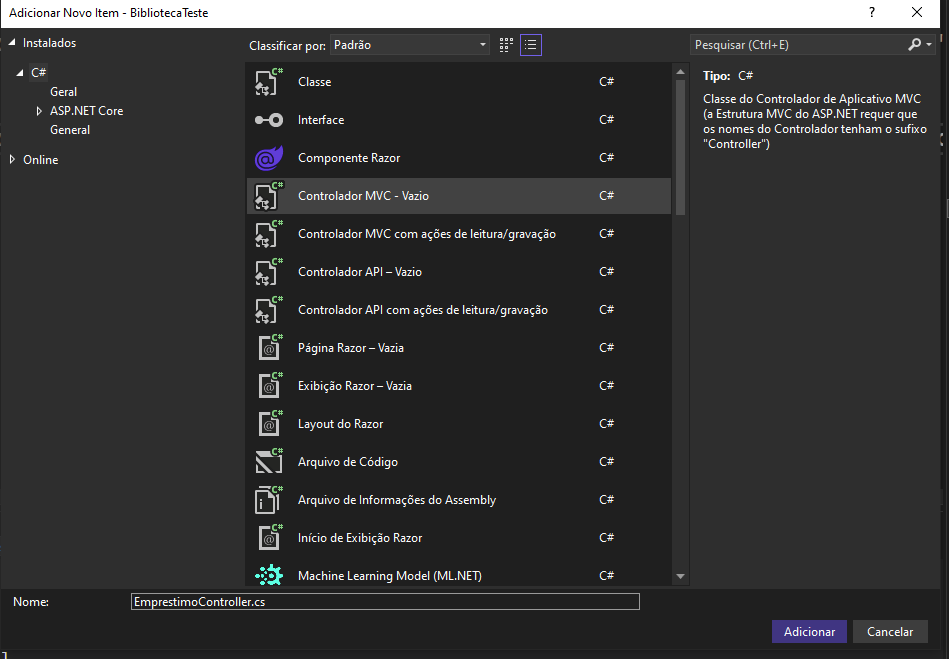 Adicionar Novo Item - BibliotecaTeste
?
Instalados
C#
Geral
ASP.NET Core
General
Online
Classificar por: Padrão
Pesquisar (Ctrl+E)
Classe C#
Interface C#
Componente Razor C#
Controlador MVC - Vazio C#
Controlador MVC com ações de leitura/gravação C#
Controlador API – Vazio C#
Controlador API com ações de leitura/gravação C#
Página Razor – Vazia C#
Exibição Razor – Vazia C#
Layout do Razor C#
Arquivo de Código C#
Arquivo de Informações do Assembly C#
Início de Exibição Razor C#
Machine Learning Model (ML.NET) C#
Tipo: C#
Classe do Controlador de Aplicativo MVC
(a Estrutura MVC do ASP.NET requer que
os nomes do Controlador tenham o sufixo
"Controller")
Nome: EmprestimoController.cs
Adicionar Cancelar